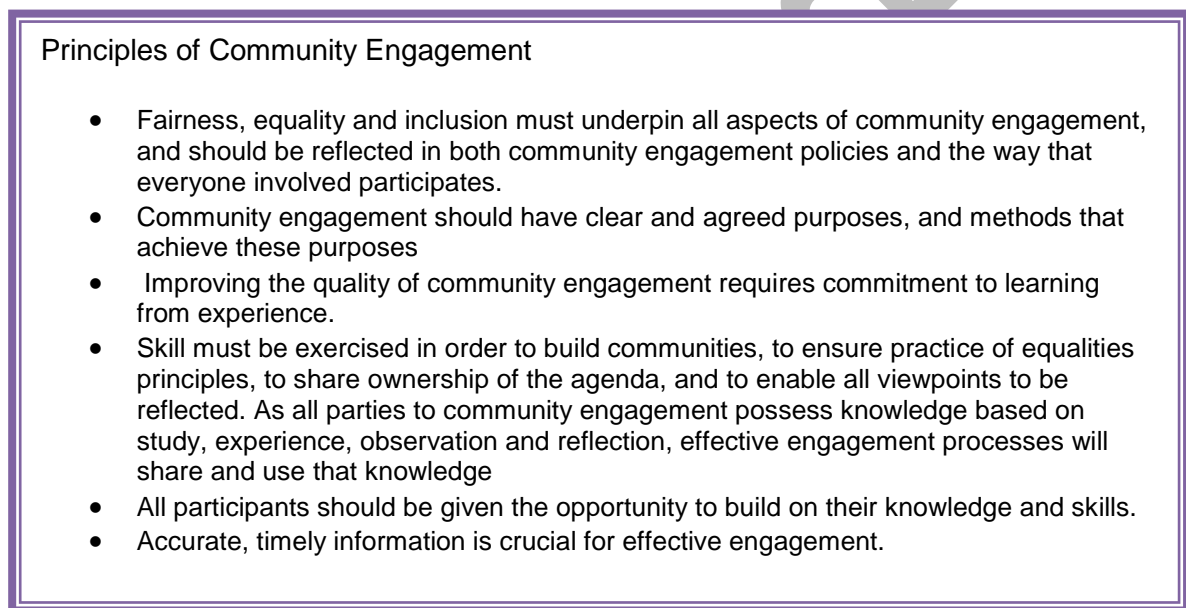 Principles of Community Engagement
• Fairness, equality and inclusion must underpin all aspects of community engagement,
and should be reflected in both community engagement policies and the way that
everyone involved participates.
• Community engagement should have clear and agreed purposes, and methods that
achieve these purposes
• Improving the quality of community engagement requires commitment to learning
from experience.
• Skill must be exercised in order to build communities, to ensure practice of equalities
principles, to share ownership of the agenda, and to enable all viewpoints to be
reflected. As all parties to community engagement possess knowledge based on
study, experience, observation and reflection, effective engagement processes will
share and use that knowledge
• All participants should be given the opportunity to build on their knowledge and skills.
• Accurate, timely information is crucial for effective engagement.